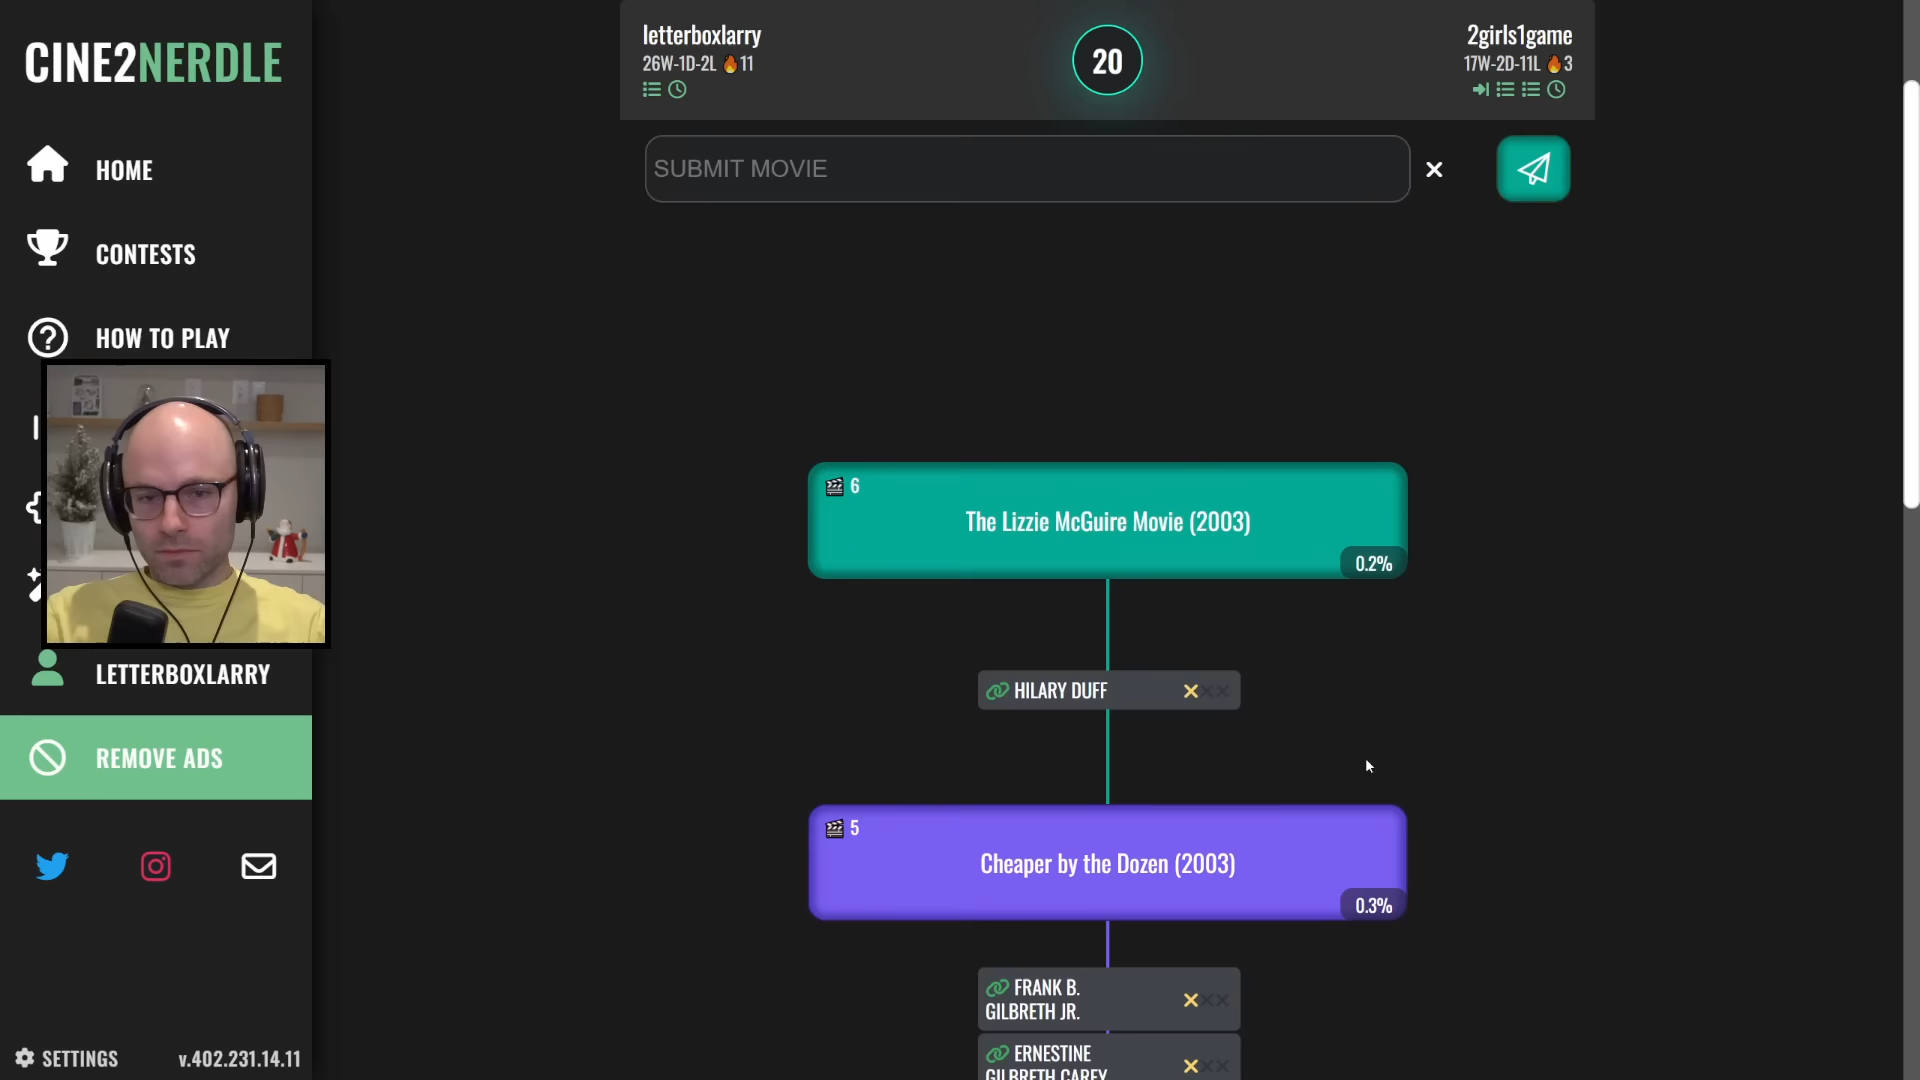 CINE2NERDLE
HOME
CONTESTS
HOW TO PLAY
LETTERBOXLARRY
REMOVE ADS
SETTINGS
v.402.231.14.11
letterboxlarry
26W-1D-2L 🔥11
20
2girls1game
17W-2D-11L 🔥3
SUBMIT MOVIE
6
The Lizzie McGuire Movie (2003)
0.2%
HILARY DUFF
5
Cheaper by the Dozen (2003)
0.3%
FRANK B.
GILBRETH JR.
ERNESTINE
GILBRETH CAREY